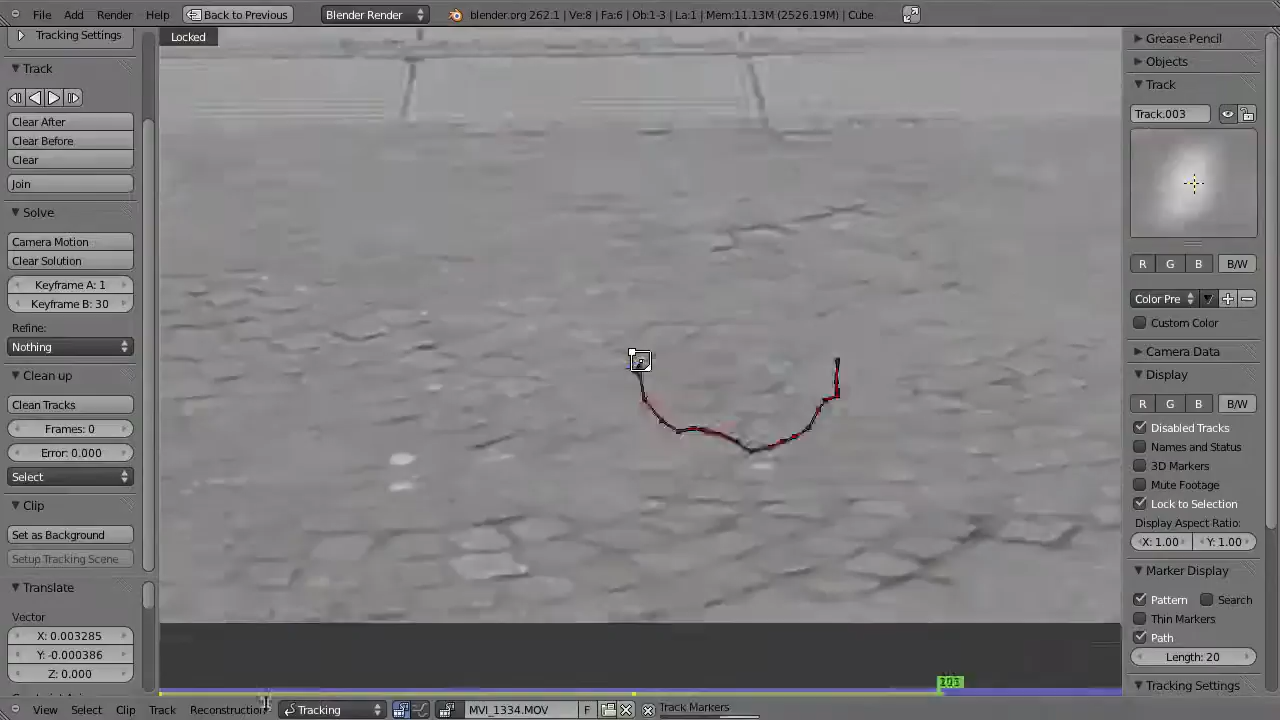 File Add Render Help Back to Previous Blender Render blender.org 262.1 | Ve:8 | Fa:6 | Ob:1-3 | La:1 | Mem:11.13M (2526.19M) | Cube
Tracking Settings
Track
Clear After
Clear Before
Clear
Join
Solve
Camera Motion
Clear Solution
Keyframe A: 1
Keyframe B: 30
Refine:
Nothing
Clean up
Clean Tracks
Frames: 0
Error: 0.000
Select
Clip
Set as Background
Setup Tracking Scene
Translate
Vector
X: 0.003285
Y: -0.000386
Z: 0.000
Locked
Grease Pencil
Objects
Track
Track.003
R G B B/W
Color Pre
Custom Color
Camera Data
Display
R G B B/W
Disabled Tracks
Names and Status
3D Markers
Mute Footage
Lock to Selection
Display Aspect Ratio:
X: 1.00 Y: 1.00
Marker Display
Pattern Search
Thin Markers
Path
Length: 20
Tracking Settings
View Select Clip Track Reconstruction Tracking MVI_1334.MOV F Track Markers